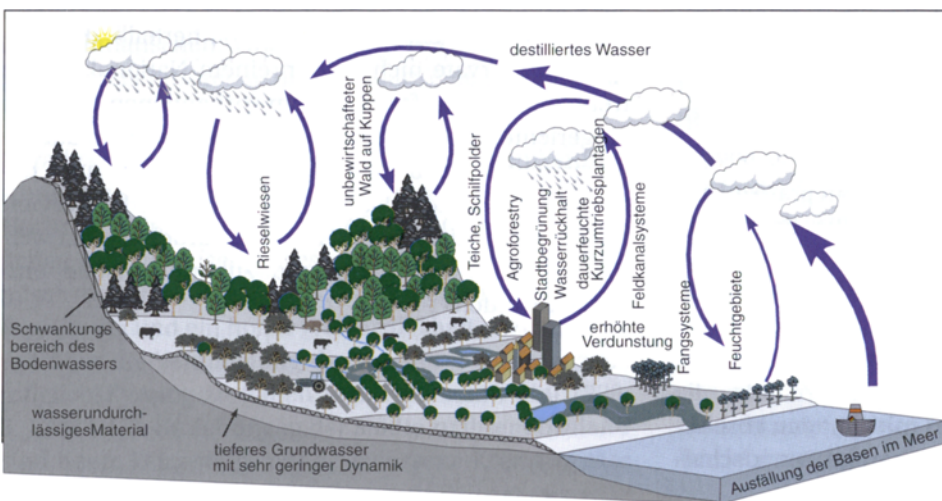 destilliertes Wasser
unbewirtschafteter
Wald auf Kuppen
Rieselwiesen
Teiche, Schilfpolder
Agroforestry
Stadtbegrünung,
Wasserrückhalt
dauerfeuchte
Kurzumtriebsplantagen
Feldkanalsysteme
erhöhte
Verdunstung
Fangsysteme
Feuchtgebiete
Schwankungs
bereich des
Bodenwassers
wasserundurch-
lässigesMaterial
tieferes Grundwasser
mit sehr geringer Dynamik
Ausfällung der Basen im Meer